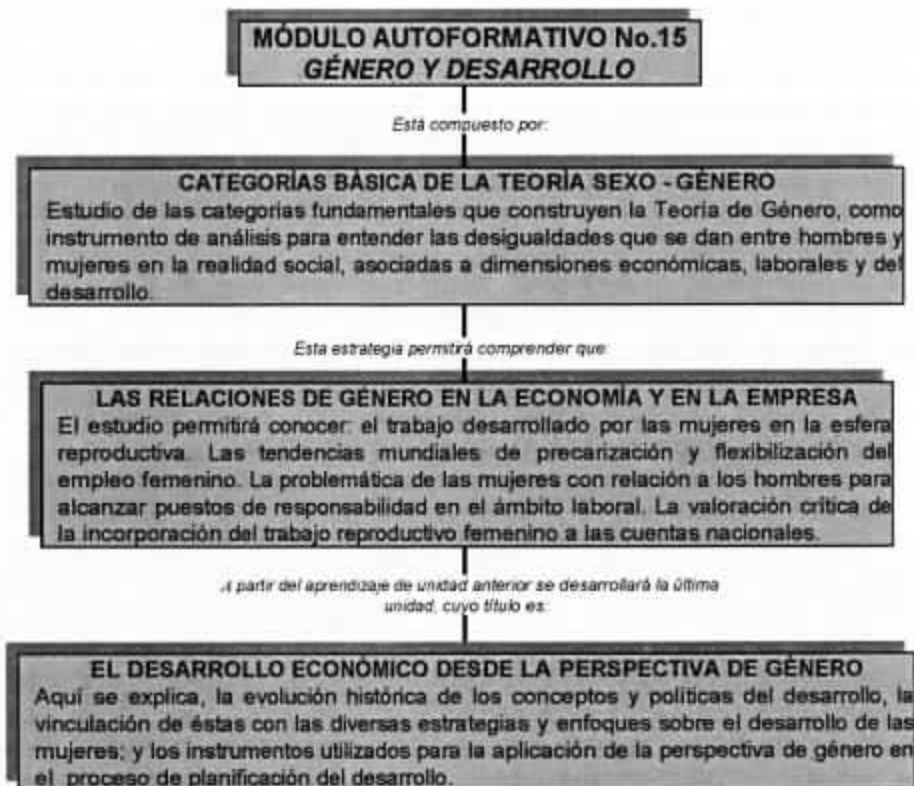 MÓDULO AUTOFORMATIVO No.15
GÉNERO Y DESARROLLO
Está compuesto por:
CATEGORÍAS BÁSICA DE LA TEORÍA SEXO - GÉNERO
Estudio de las categorías fundamentales que construyen la Teoría de Género, como
instrumento de análisis para entender las desigualdades que se dan entre hombres y
mujeres en la realidad social, asociadas a dimensiones económicas, laborales y del
desarrollo.
Esta estrategia permitirá comprender que:
LAS RELACIONES DE GÉNERO EN LA ECONOMÍA Y EN LA EMPRESA
El estudio permitirá conocer: el trabajo desarrollado por las mujeres en la esfera
reproductiva. Las tendencias mundiales de precarización y flexibilización del
empleo femenino. La problemática de las mujeres con relación a los hombres para
alcanzar puestos de responsabilidad en el ámbito laboral. La valoración crítica de
la incorporación del trabajo reproductivo femenino a las cuentas nacionales.
A partir del aprendizaje de unidad anterior se desarrollará la última
unidad, cuyo título es:
EL DESARROLLO ECONÓMICO DESDE LA PERSPECTIVA DE GÉNERO
Aquí se explica, la evolución histórica de los conceptos y políticas del desarrollo, la
vinculación de éstas con las diversas estrategias y enfoques sobre el desarrollo de las
mujeres; y los instrumentos utilizados para la aplicación de la perspectiva de género en
el proceso de planificación del desarrollo.